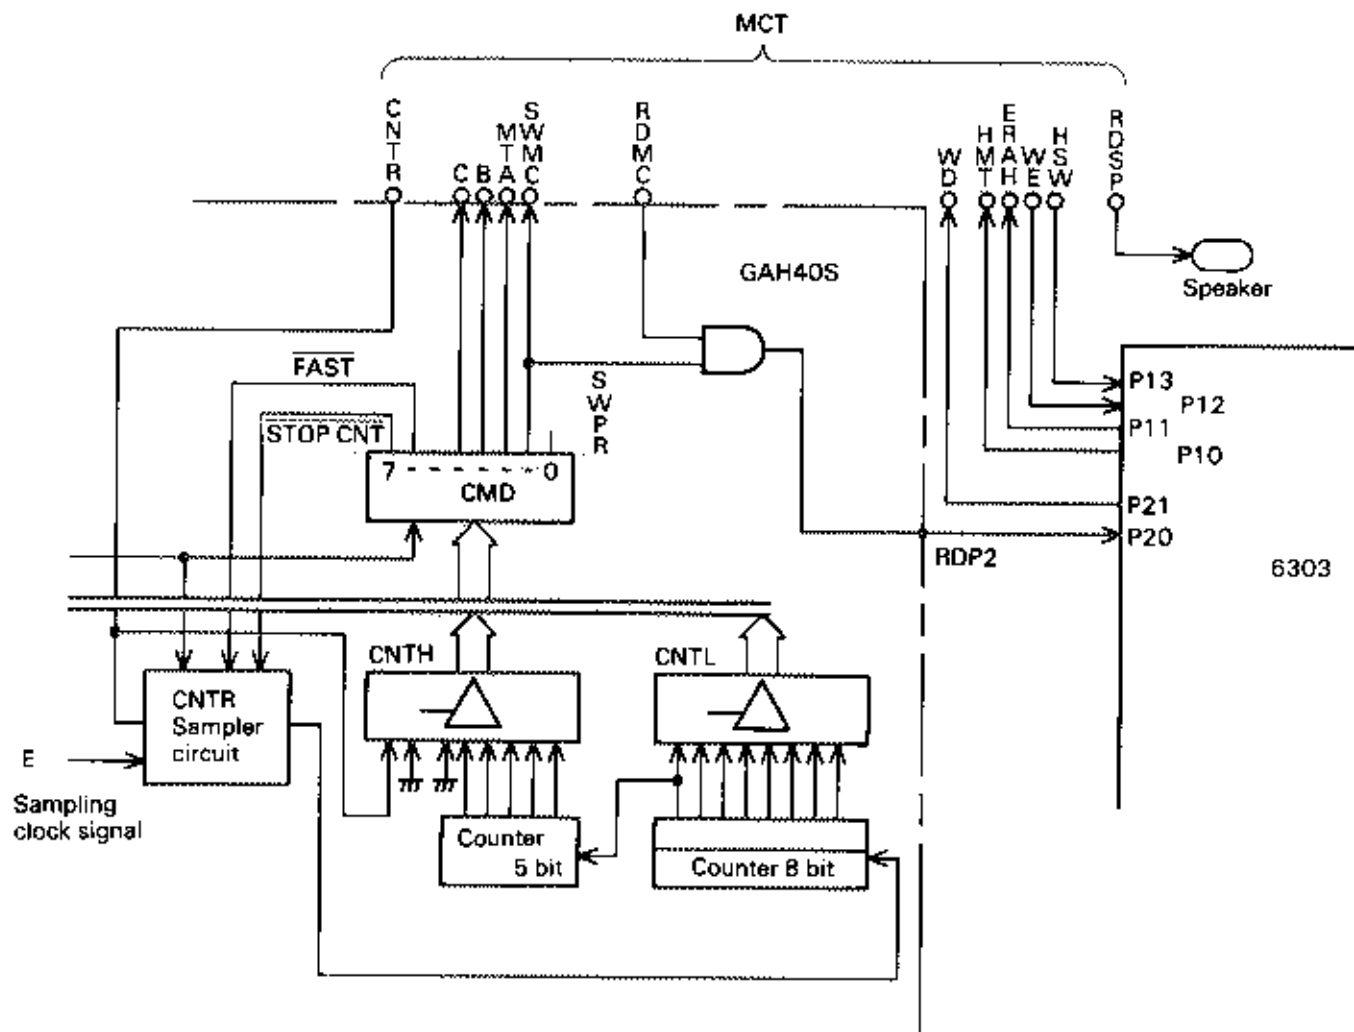 MCT
CNTR
C
B
MTA
SWMC
RDMC
WD
HMT
ERAH
WE
HSW
RDSP
GAH40S
Speaker
FAST
SWPR
P13
STOP CNT
P12
P11
P10
7 - - - - - - 0
CMD
P21
P20
RDP2
6303
CNTH
CNTL
CNTR
Sampler
circuit
E
Sampling
clock signal
Counter
5 bit
Counter 8 bit